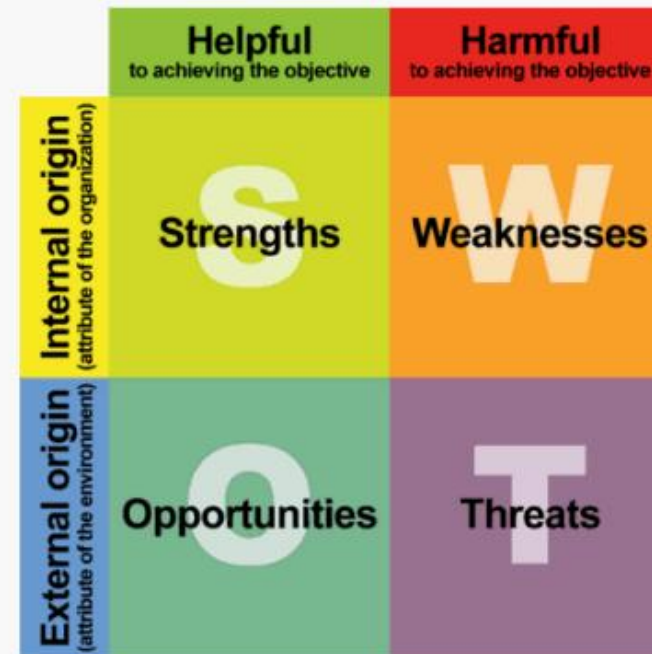 Helpful
to achieving the objective
Harmful
to achieving the objective
Internal origin
(attribute of the organization)
S
Strengths
W
Weaknesses
External origin
(attribute of the environment)
O
Opportunities
T
Threats